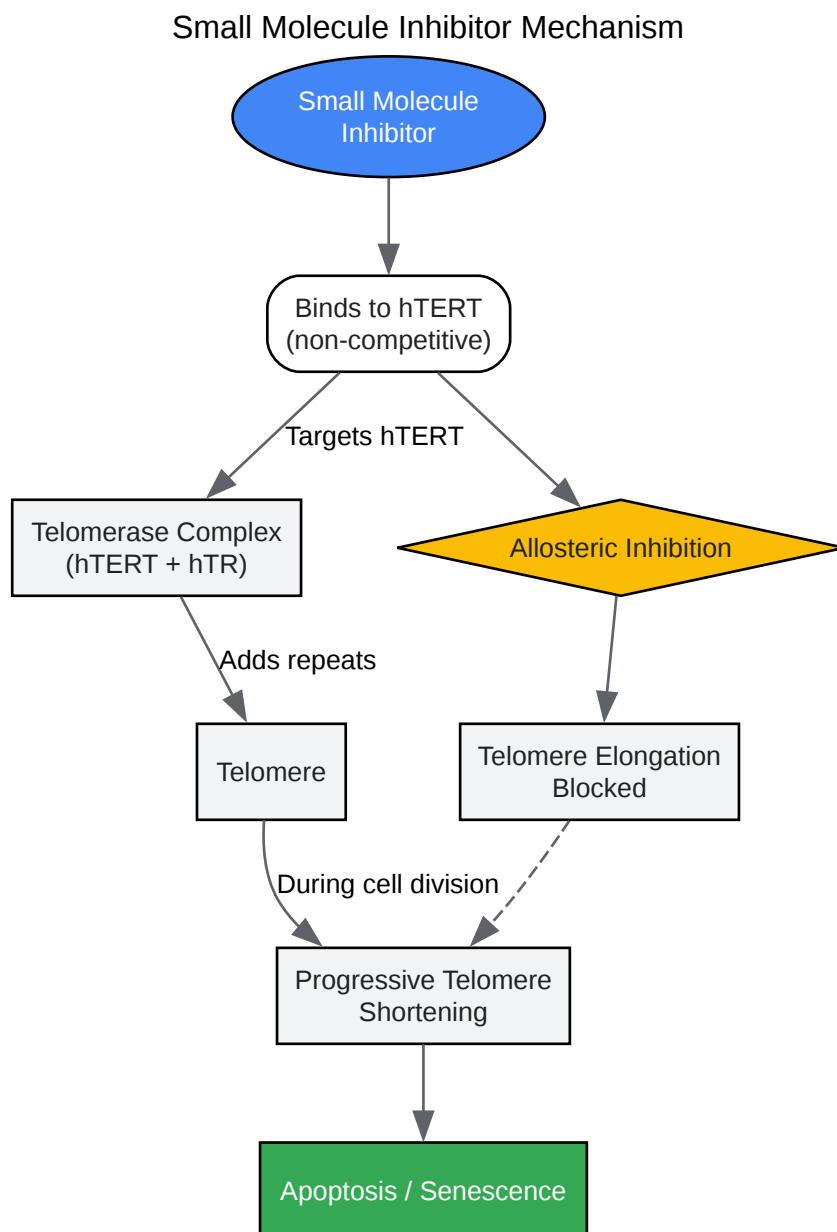 Small Molecule Inhibitor Mechanism
Small Molecule
Inhibitor
Binds to hTERT
(non-competitive)
Targets hTERT
Telomerase Complex
(hTERT + hTR)
Allosteric Inhibition
Adds repeats
Telomere
Telomere Elongation
Blocked
During cell division
Progressive Telomere
Shortening
Apoptosis / Senescence